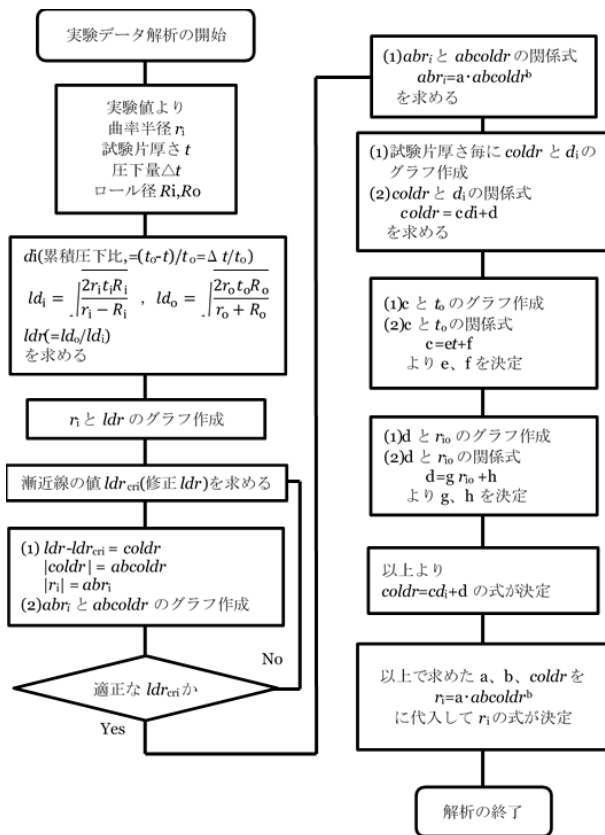 実験データ解析の開始
実験値より
曲率半径 rᵢ
試験片厚さ t
圧下量△t
ロール径 Ri,Ro
di(累積圧下比,=(tₒ-t)/tₒ=Δ t/tₒ)
ldᵢ = √(2rᵢtᵢRᵢ / (rᵢ − Rᵢ)) , ldₒ = √(2rₒtₒRₒ / (rₒ + Rₒ))
ldr(=ldₒ/ldᵢ)
を求める
rᵢ と ldr のグラフ作成
漸近線の値 ldr_cri(修正 ldr)を求める
(1) ldr-ldr_cri = coldr
|coldr| = abcoldr
|rᵢ| = abrᵢ
(2)abrᵢ と abcoldr のグラフ作成
No
適正な ldr_cri か
Yes
(1)abrᵢ と abcoldr の関係式
abrᵢ=a·abcoldrᵇ
を求める
(1)試験片厚さ毎に coldr と dᵢ の
グラフ作成
(2)coldr と dᵢ の関係式
coldr = cdi+d
を求める
(1)c と tₒ のグラフ作成
(1)c と tₒ の関係式
c=et+f
より e、f を決定
(1)d と rᵢₒ のグラフ作成
(2)d と rᵢₒ の関係式
d=g rᵢₒ +h
より g、h を決定
以上より
coldr=cdᵢ+d の式が決定
以上で求めた a、b、coldr を
rᵢ=a·abcoldrᵇ
に代入して rᵢ の式が決定
解析の終了